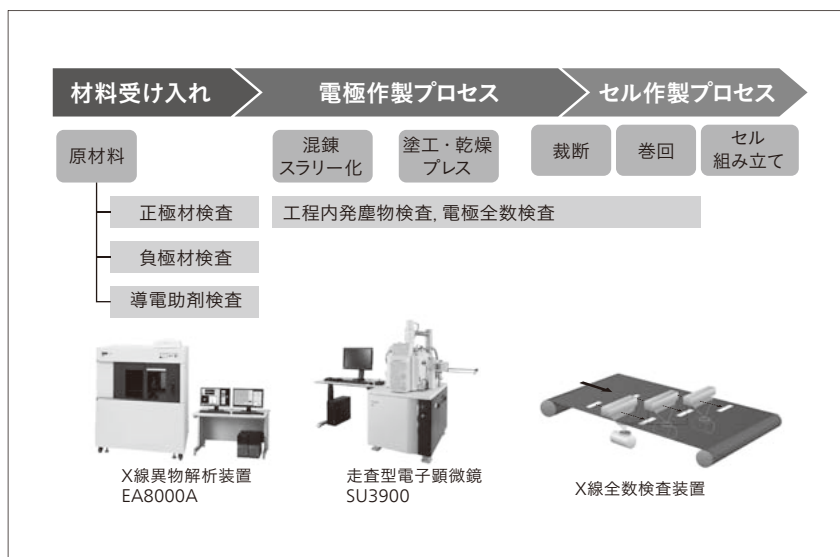 材料受け入れ
電極作製プロセス
セル作製プロセス
原材料
混錬
スラリー化
塗工・乾燥
プレス
裁断
巻回
セル
組み立て
正極材検査
工程内発塵物検査, 電極全数検査
負極材検査
導電助剤検査
X線異物解析装置
EA8000A
走査型電子顕微鏡
SU3900
X線全数検査装置